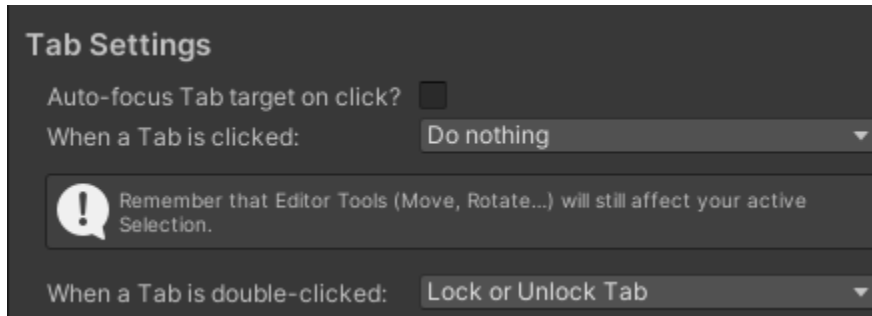 Tab Settings
Auto-focus Tab target on click?
When a Tab is clicked: Do nothing
Remember that Editor Tools (Move, Rotate...) will still affect your active
Selection.
When a Tab is double-clicked: Lock or Unlock Tab